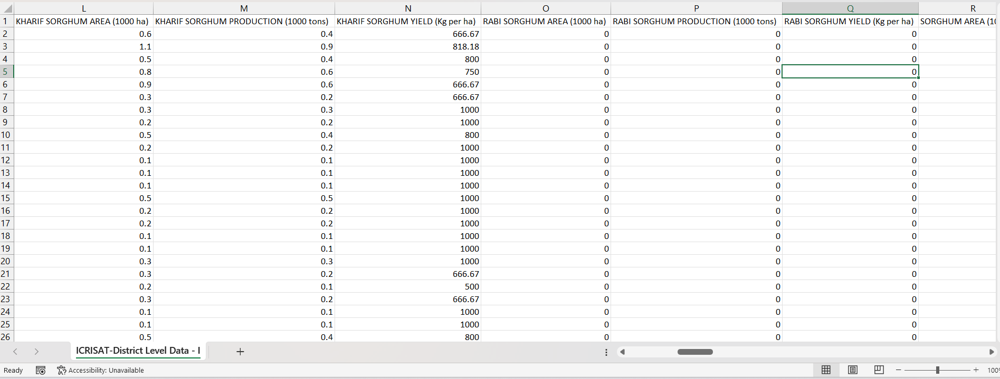 L M N O P Q R
1 KHARIF SORGHUM AREA (1000 ha) KHARIF SORGHUM PRODUCTION (1000 tons) KHARIF SORGHUM YIELD (Kg per ha) RABI SORGHUM AREA (1000 ha) RABI SORGHUM PRODUCTION (1000 tons) RABI SORGHUM YIELD (Kg per ha) SORGHUM AREA (10
2 0.6 0.4 666.67 0 0 0
3 1.1 0.9 818.18 0 0 0
4 0.5 0.4 800 0 0 0
5 0.8 0.6 750 0 0 0
6 0.9 0.6 666.67 0 0 0
7 0.3 0.2 666.67 0 0 0
8 0.3 0.3 1000 0 0 0
9 0.2 0.2 1000 0 0 0
10 0.5 0.4 800 0 0 0
11 0.2 0.2 1000 0 0 0
12 0.1 0.1 1000 0 0 0
13 0.1 0.1 1000 0 0 0
14 0.1 0.1 1000 0 0 0
15 0.5 0.5 1000 0 0 0
16 0.2 0.2 1000 0 0 0
17 0.2 0.2 1000 0 0 0
18 0.1 0.1 1000 0 0 0
19 0.1 0.1 1000 0 0 0
20 0.3 0.3 1000 0 0 0
21 0.3 0.2 666.67 0 0 0
22 0.2 0.1 500 0 0 0
23 0.3 0.2 666.67 0 0 0
24 0.1 0.1 1000 0 0 0
25 0.1 0.1 1000 0 0 0
26 0.5 0.4 800 0 0 0
ICRISAT-District Level Data - I
Ready Accessibility: Unavailable 100%